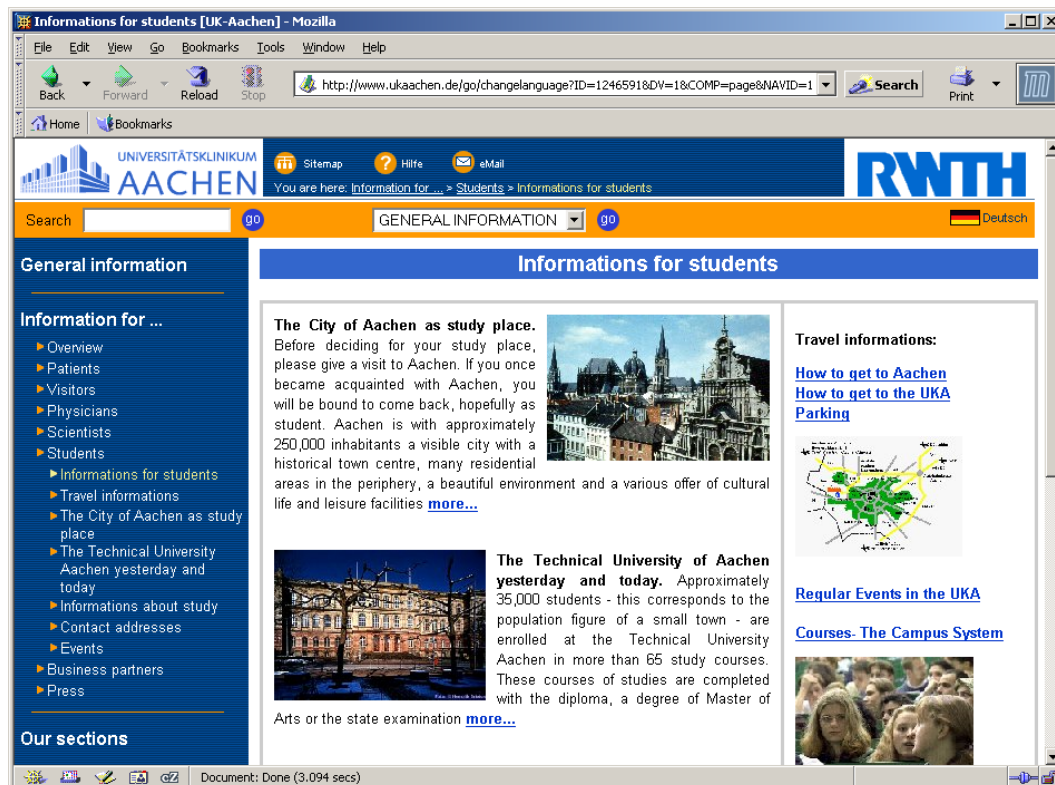 Informations for students [UK-Aachen] - Mozilla
File Edit View Go Bookmarks Tools Window Help
Back Forward Reload Stop
http://www.ukaachen.de/go/changelanguage?ID=1246591&DV=1&COMP=page&NAVID=1
Search Print
Home Bookmarks
UNIVERSITÄTSKLINIKUM
AACHEN
Sitemap Hilfe eMail
You are here: Information for ... > Students > Informations for students
RWTH
Search go GENERAL INFORMATION go Deutsch
General information
Information for ...
Overview
Patients
Visitors
Physicians
Scientists
Students
Informations for students
Travel informations
The City of Aachen as study
place
The Technical University
Aachen yesterday and
today
Informations about study
Contact addresses
Events
Business partners
Press
Our sections
Informations for students
The City of Aachen as study place.
Before deciding for your study place,
please give a visit to Aachen. If you once
became acquainted with Aachen, you
will be bound to come back, hopefully as
student. Aachen is with approximately
250,000 inhabitants a visible city with a
historical town centre, many residential
areas in the periphery, a beautiful environment and a various offer of cultural
life and leisure facilities more...
The Technical University of Aachen
yesterday and today. Approximately
35,000 students - this corresponds to the
population figure of a small town - are
enrolled at the Technical University
Aachen in more than 65 study courses.
These courses of studies are completed
with the diploma, a degree of Master of
Arts or the state examination more...
Travel informations:
How to get to Aachen
How to get to the UKA
Parking
Regular Events in the UKA
Courses- The Campus System
Document: Done (3.094 secs)